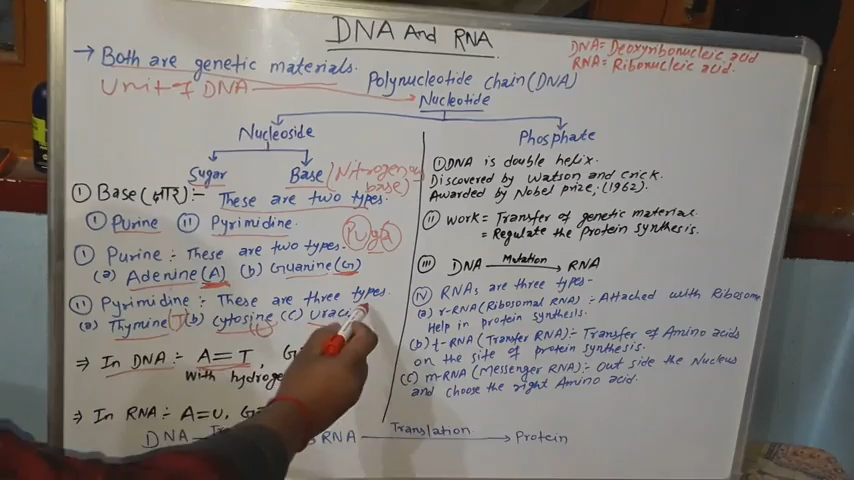 DNA And RNA
DNA = Deoxyribonucleic acid
RNA = Ribonucleic acid.
→ Both are genetic materials.
Unit of DNA
Polynucleotide chain (DNA)
Nucleotide
Nucleoside
Sugar
Base (Nitrogenous base)
① Base (क्षार) :- These are two types.
① Purine ⑪ Pyrimidine.
Puga
① Purine :- These are two types.
(a) Adenine (A) (b) Guanine (G)
⑪ Pyrimidine :- These are three types.
(a) Thymine (T) (b) cytosine (c)
⇒ In DNA :- A=T,
with
⇒ In RNA :- A=U,
Phosphate
① DNA is double helix.
Discovered by Watson and Crick.
Awarded by Nobel prize, (1962).
⑪ Work = Transfer of genetic material.
= Regulate the Protein synthesis.
⑪⑪ DNA Mutation→ RNA
Ⓘⓥ RNAs are three types-
(a) r-RNA (Ribosomal RNA) :- Attached with Ribosom
Help in protein synthesis.
(b) t-RNA (Transfer RNA) :- Transfer of Amino acids
on the site of protein synthesis.
(c) m-RNA (Messenger RNA) :- Out side the Nucleus
and choose the right Amino acid.
DNA RNA Translation→ Protein